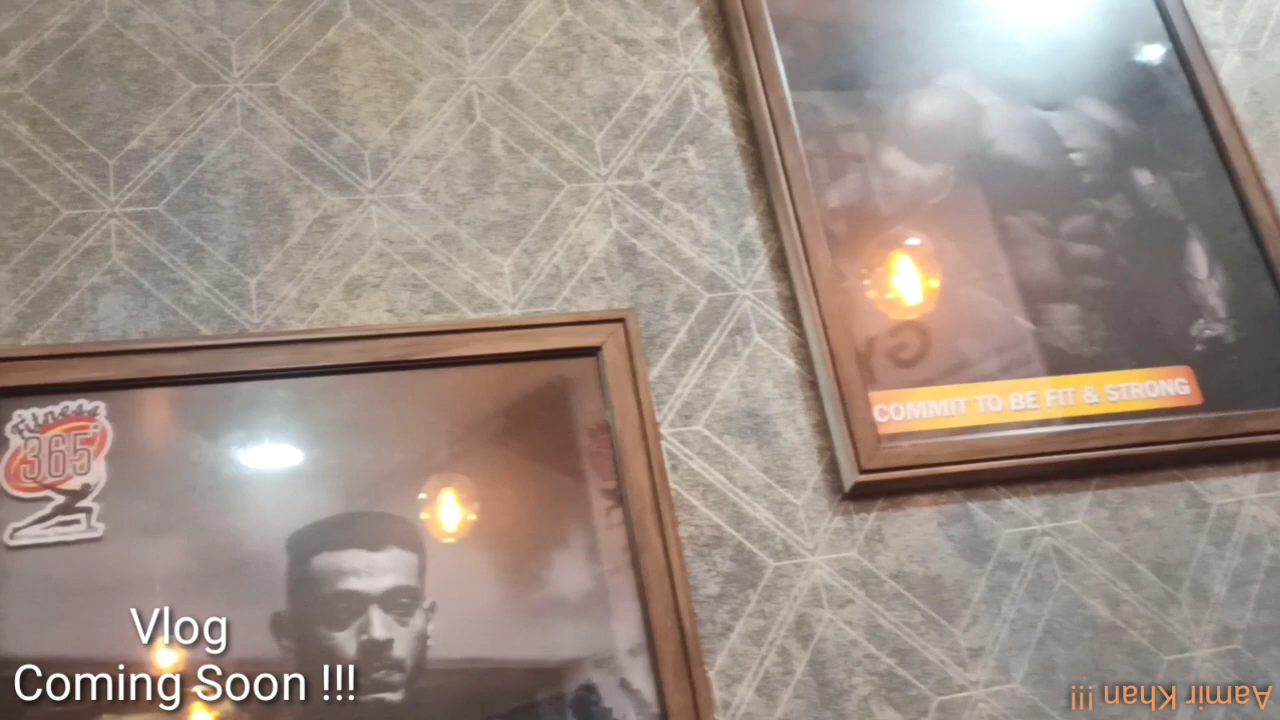 COMMIT TO BE FIT & STRONG
Fitness
365
Vlog
Coming Soon !!!
Aamir Khan !!!